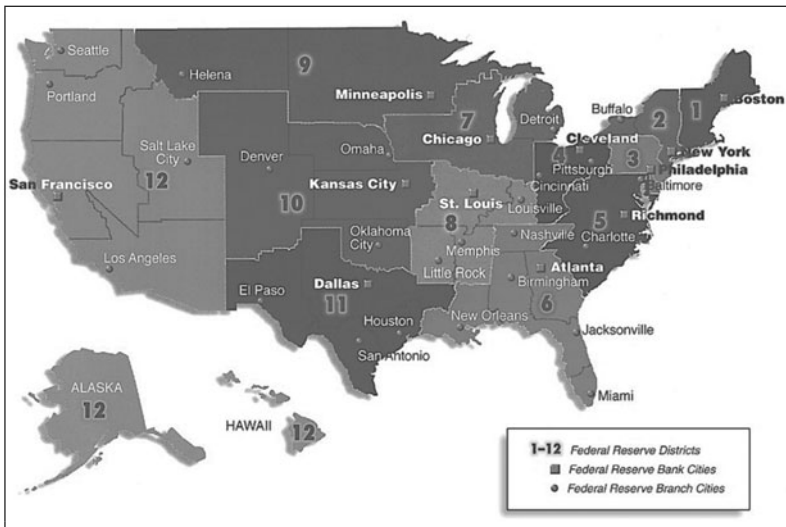 Seattle
Portland
Helena
9
Minneapolis
7
Chicago
Detroit
Buffalo
2
1
Boston
Cleveland
4
3
New York
Pittsburgh
Philadelphia
Baltimore
Cincinnati
Salt Lake
City
12
San Francisco
Los Angeles
Denver
Omaha
10
Kansas City
St. Louis
8
Louisville
5
Richmond
Charlotte
Nashville
Memphis
Little Rock
Oklahoma
City
Atlanta
Birmingham
6
El Paso
Dallas
11
Houston
San Antonio
New Orleans
Jacksonville
Miami
ALASKA
12
HAWAII
12
1–12 Federal Reserve Districts
Federal Reserve Bank Cities
Federal Reserve Branch Cities